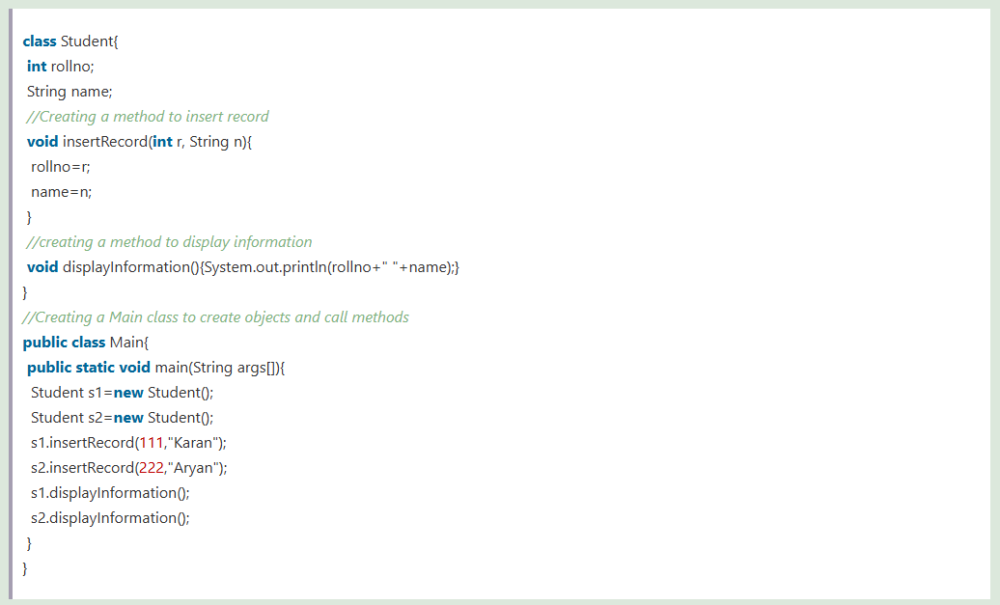 class Student{
int rollno;
String name;
//Creating a method to insert record
void insertRecord(int r, String n){
rollno=r;
name=n;
}
//creating a method to display information
void displayInformation(){System.out.println(rollno+" "+name);}
}
//Creating a Main class to create objects and call methods
public class Main{
public static void main(String args[]){
Student s1=new Student();
Student s2=new Student();
s1.insertRecord(111,"Karan");
s2.insertRecord(222,"Aryan");
s1.displayInformation();
s2.displayInformation();
}
}